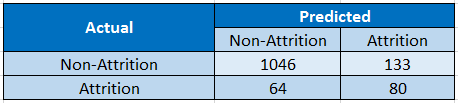 Actual Predicted
Non-Attrition Attrition
Non-Attrition 1046 133
Attrition 64 80